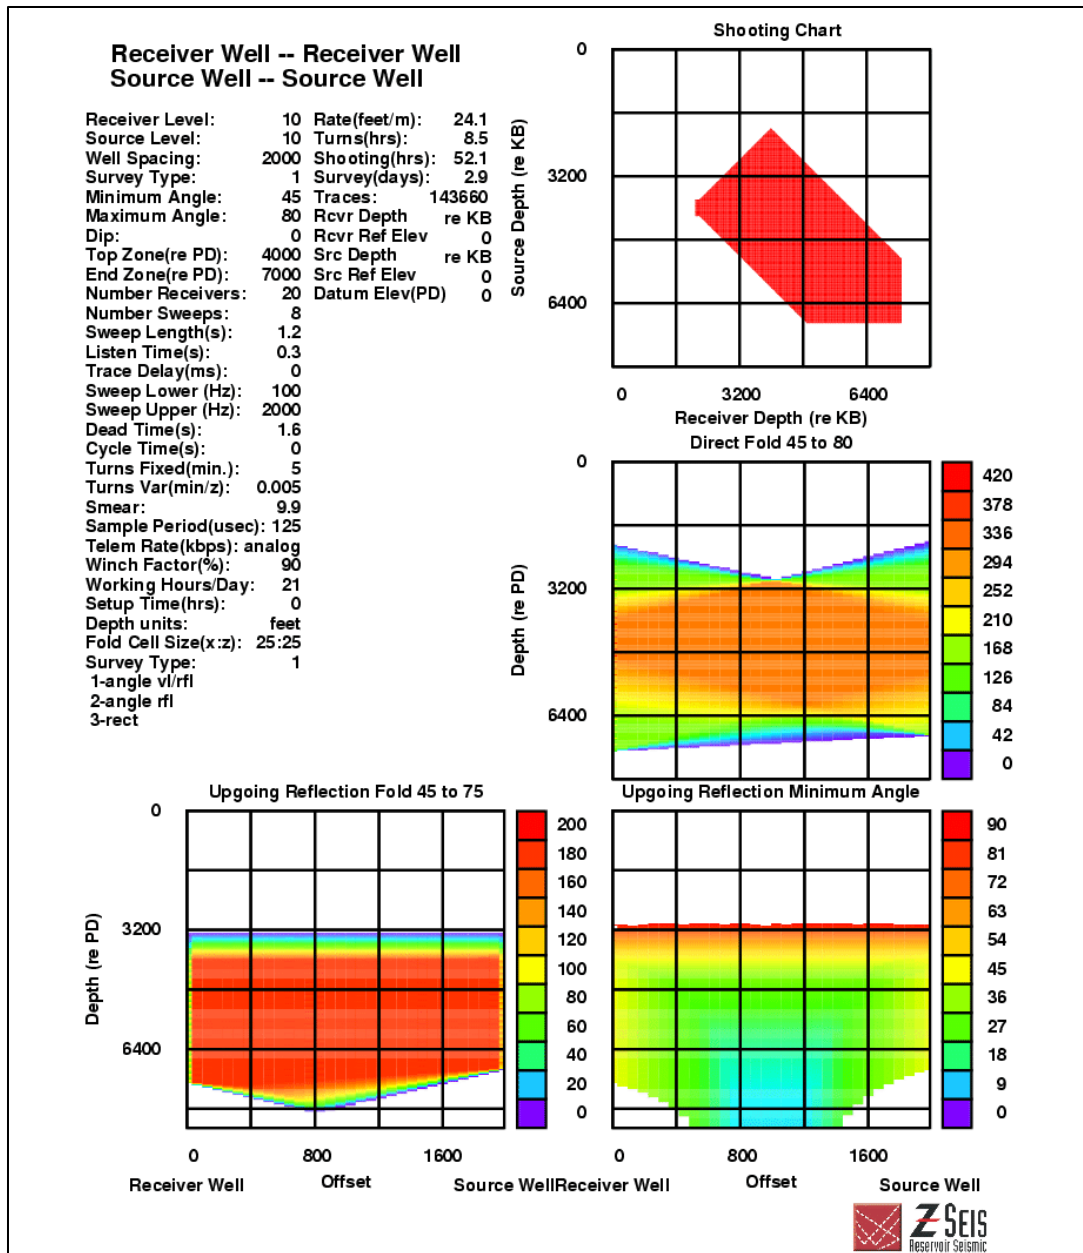 Receiver Well -- Receiver Well
Source Well -- Source Well
Receiver Level: 10 Rate(feet/m): 24.1
Source Level: 10 Turns(hrs): 8.5
Well Spacing: 2000 Shooting(hrs): 52.1
Survey Type: 1 Survey(days): 2.9
Minimum Angle: 45 Traces: 143660
Maximum Angle: 80 Rcvr Depth re KB
Dip: 0 Rcvr Ref Elev 0
Top Zone(re PD): 4000 Src Depth re KB
End Zone(re PD): 7000 Src Ref Elev 0
Number Receivers: 20 Datum Elev(PD) 0
Number Sweeps: 8
Sweep Length(s): 1.2
Listen Time(s): 0.3
Trace Delay(ms): 0
Sweep Lower (Hz): 100
Sweep Upper (Hz): 2000
Dead Time(s): 1.6
Cycle Time(s): 0
Turns Fixed(min.): 5
Turns Var(min/z): 0.005
Smear: 9.9
Sample Period(usec): 125
Telem Rate(kbps): analog
Winch Factor(%): 90
Working Hours/Day: 21
Setup Time(hrs): 0
Depth units: feet
Fold Cell Size(x:z): 25:25
Survey Type: 1
1-angle vl/rfl
2-angle rfl
3-rect
Shooting Chart
Source Depth (re KB)
0
3200
6400
0 3200 6400
Receiver Depth (re KB)
Direct Fold 45 to 80
Depth (re PD)
0
3200
6400
420
378
336
294
252
210
168
126
84
42
0
Upgoing Reflection Fold 45 to 75
Depth (re PD)
0
3200
6400
200
180
160
140
120
100
80
60
40
20
0
0 800 1600
Receiver Well Offset Source Well
Upgoing Reflection Minimum Angle
90
81
72
63
54
45
36
27
18
9
0
0 800 1600
Receiver Well Offset Source Well
Z SEIS
Reservoir Seismic